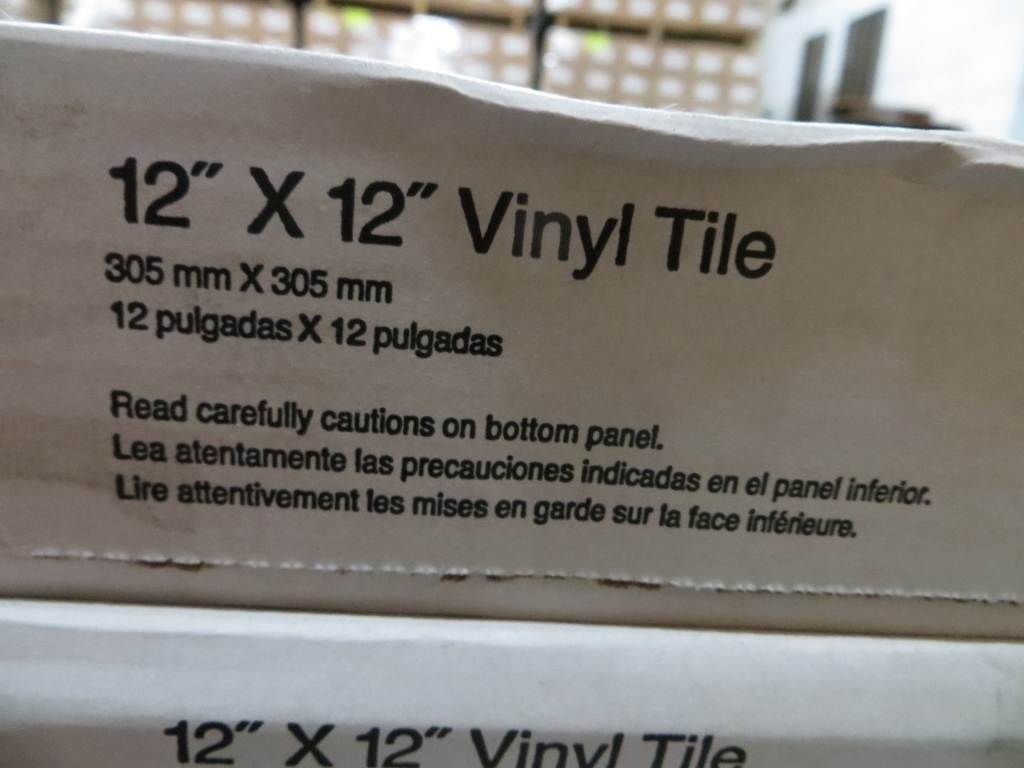 12" X 12" Vinyl Tile
305 mm X 305 mm
12 pulgadas X 12 pulgadas
Read carefully cautions on bottom panel.
Lea atentamente las precauciones indicadas en el panel inferior.
Lire attentivement les mises en garde sur la face inférieure.
12" X 12" Vinyl Tile